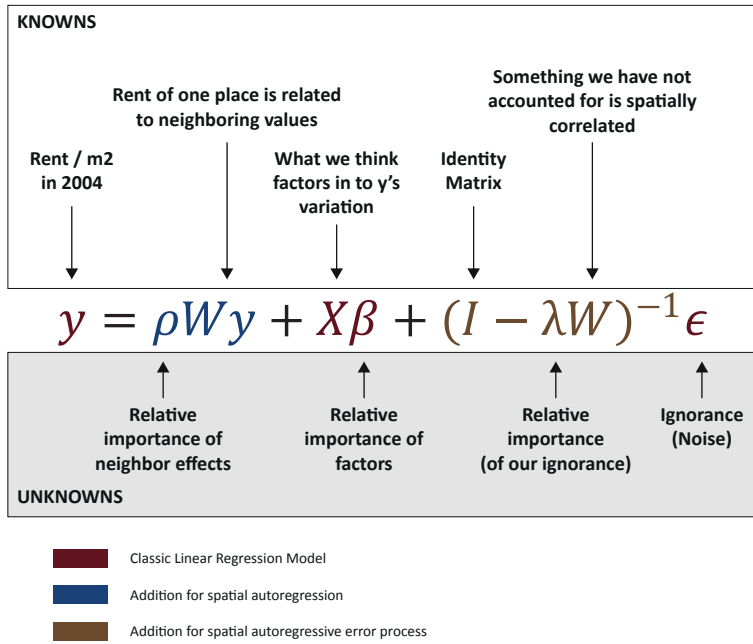 KNOWNS
Something we have not
accounted for is spatially
correlated
Rent of one place is related
to neighboring values
Rent / m2
in 2004
What we think
factors in to y's
variation
Identity
Matrix
y = ρWy + Xβ + (I − λW)⁻¹ϵ
Relative
importance of
neighbor effects
Relative
importance of
factors
Relative
importance
(of our ignorance)
Ignorance
(Noise)
UNKNOWNS
Classic Linear Regression Model
Addition for spatial autoregression
Addition for spatial autoregressive error process